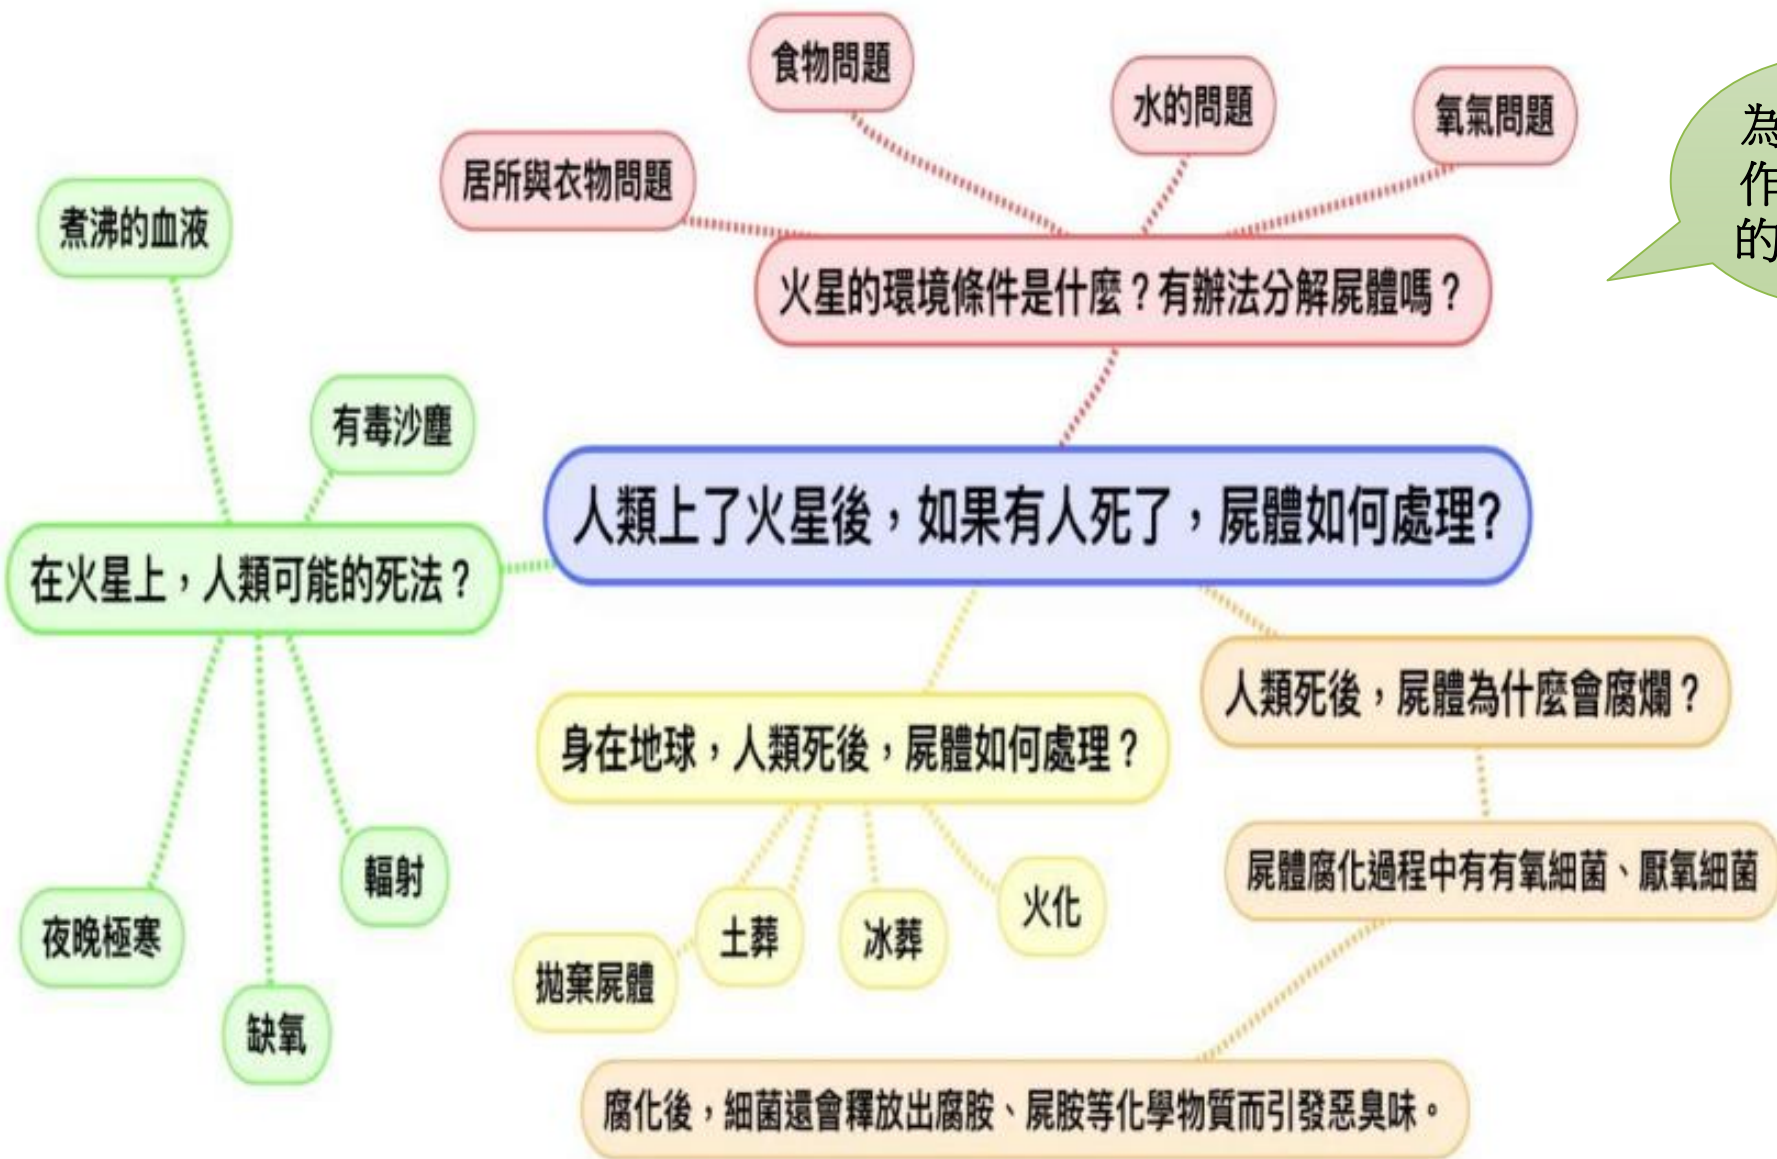 食物問題
水的問題
氧氣問題
居所與衣物問題
為
作
的
煮沸的血液
火星的環境條件是什麼？有辦法分解屍體嗎？
有毒沙塵
人類上了火星後，如果有人死了，屍體如何處理?
在火星上，人類可能的死法？
人類死後，屍體為什麼會腐爛？
身在地球，人類死後，屍體如何處理？
屍體腐化過程中有有氧細菌、厭氧細菌
輻射
夜晚極寒
缺氧
火化
土葬
冰葬
拋棄屍體
腐化後，細菌還會釋放出腐胺、屍胺等化學物質而引發惡臭味。